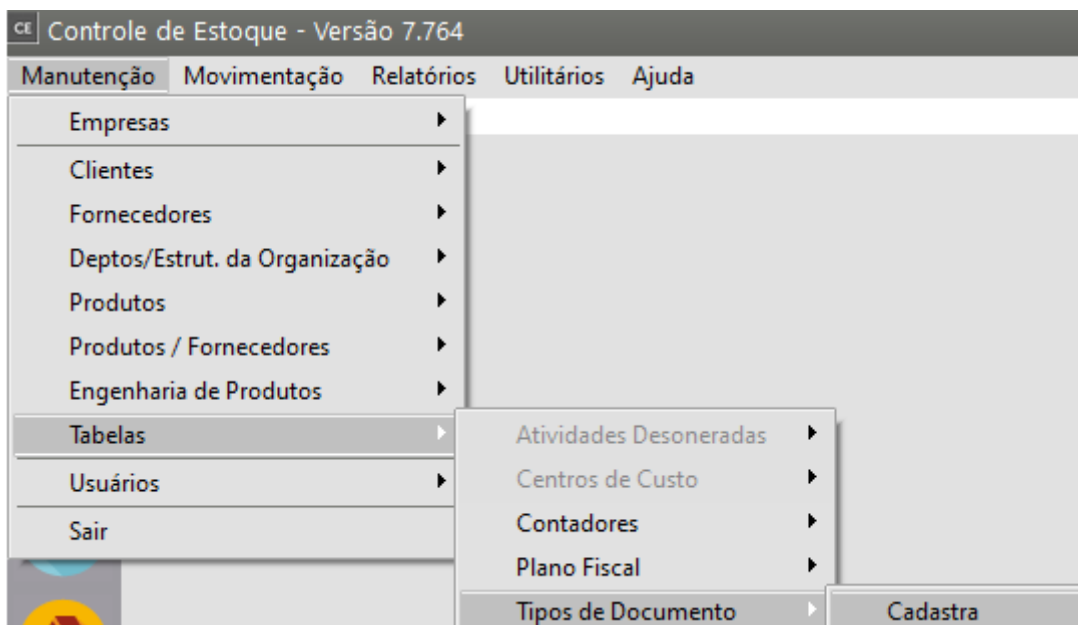 CE Controle de Estoque - Versão 7.764
Manutenção Movimentação Relatórios Utilitários Ajuda
Empresas
Clientes
Fornecedores
Deptos/Estrut. da Organização
Produtos
Produtos / Fornecedores
Engenharia de Produtos
Tabelas
Usuários
Sair
Atividades Desoneradas
Centros de Custo
Contadores
Plano Fiscal
Tipos de Documento
Cadastra